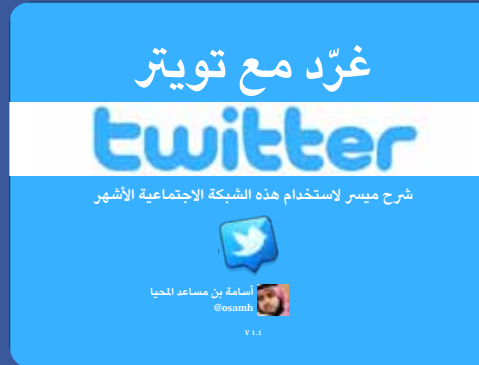 غرّد مع تويتر
twitter
شرح ميسر لاستخدام هذه الشبكة الاجتماعية الأشهر
أسامة بن مساعد المحيا
@osamh
V 1.1